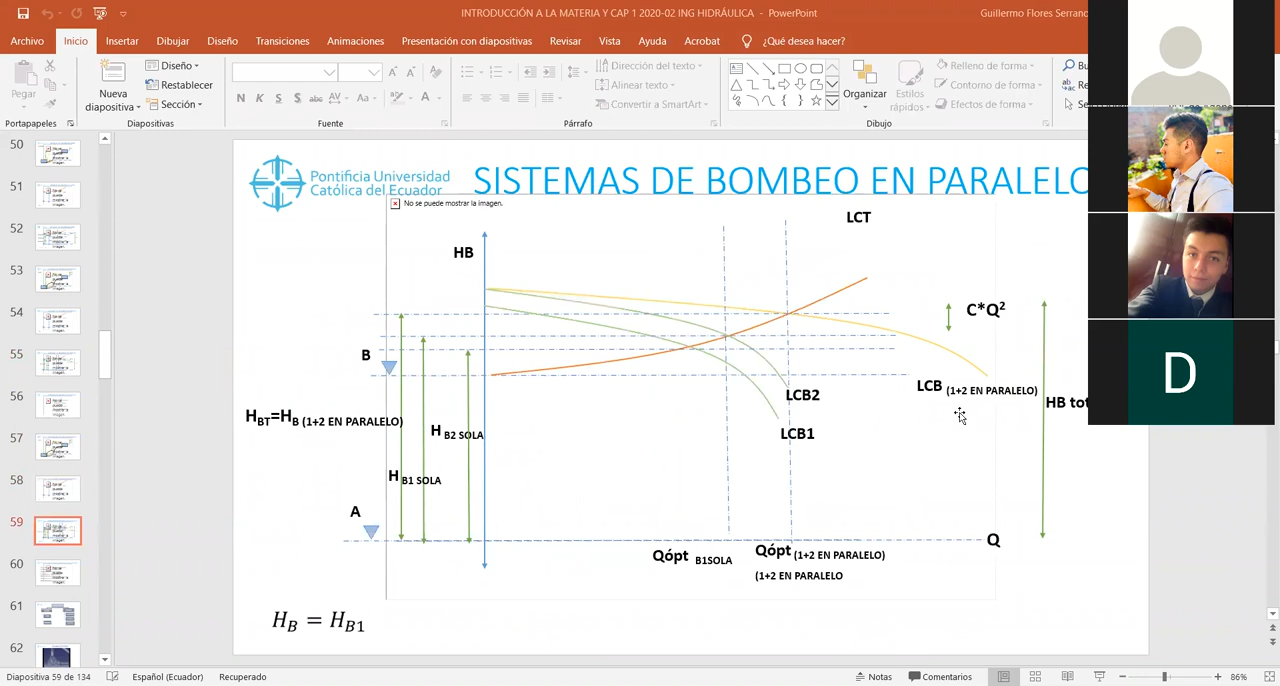 INTRODUCCIÓN A LA MATERIA Y CAP 1 2020-02 ING HIDRÁULICA - PowerPoint
Guillermo Flores Serrano
Archivo Inicio Insertar Dibujar Diseño Transiciones Animaciones Presentación con diapositivas Revisar Vista Ayuda Acrobat ¿Qué desea hacer?
Pegar
Nueva diapositiva
Diseño
Restablecer
Sección
N K S S abc AV Aa A
Dirección del texto
Alinear texto
Convertir a SmartArt
Organizar
Estilos rápidos
Relleno de forma
Contorno de forma
Efectos de forma
Portapapeles Diapositivas Fuente Párrafo Dibujo
50
51
52
53
54
55
56
57
58
59
60
61
62
Pontificia Universidad
Católica del Ecuador
SISTEMAS DE BOMBEO EN PARALELO
No se puede mostrar la imagen.
LCT
HB
C*Q²
B
LCB (1+2 EN PARALELO)
LCB2
HB tot
HBT=HB (1+2 EN PARALELO)
H B2 SOLA
LCB1
H B1 SOLA
A
Q
Qópt B1SOLA
Qópt (1+2 EN PARALELO)
(1+2 EN PARALELO
HB = HB1
D
Diapositiva 59 de 134 Español (Ecuador) Recuperado Notas Comentarios 86%